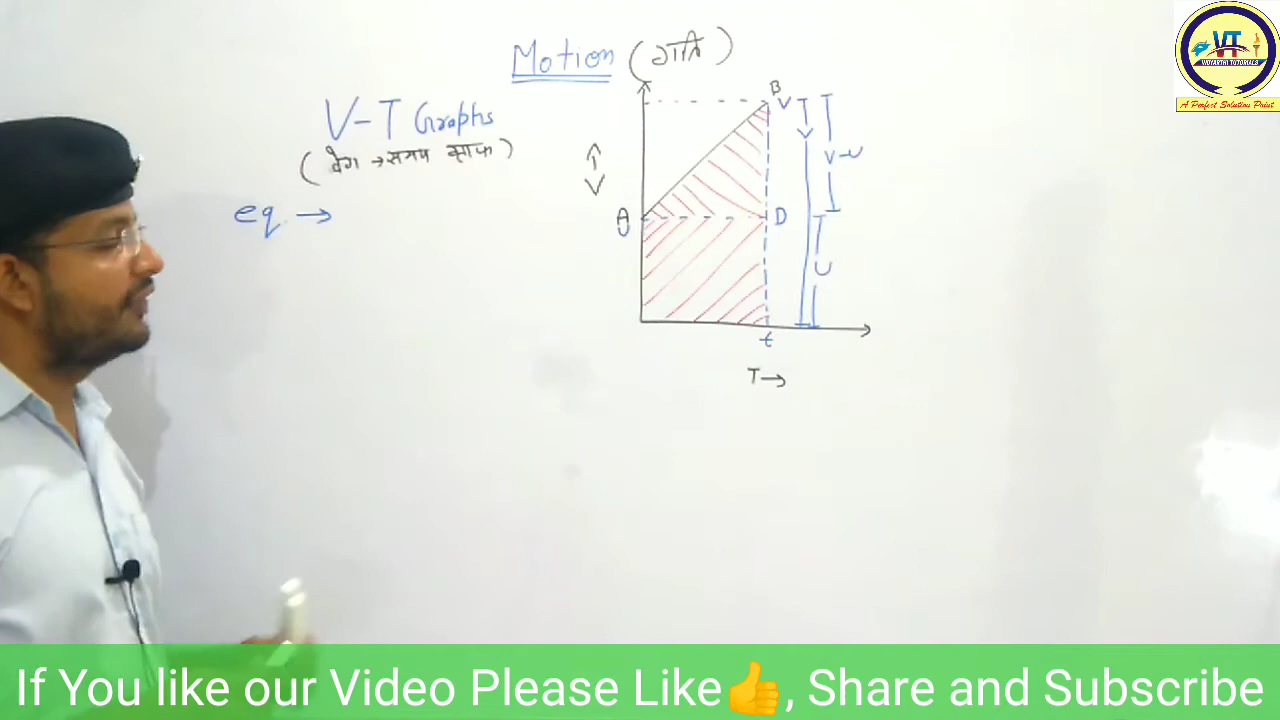 Motion (गति)
V-T Graphs
(वेग → समय ग्राफ)
eq. →
B
V
V
V-U
↑
V
A
U
D
U
t
T→
VT
VIDYARTHI TUTORIALS
A Perfect Solution Point
If You like our Video Please Like👍, Share and Subscribe